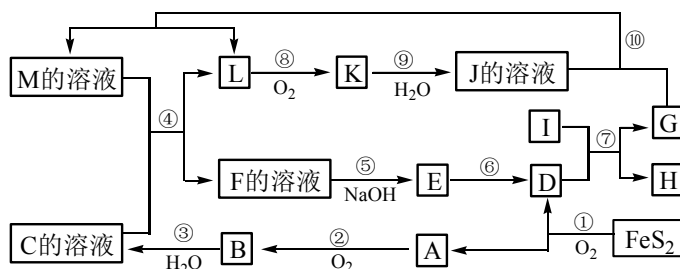 ⑩
M的溶液 L ⑧ O₂ K ⑨ H₂O J的溶液
④ I ⑦ G
F的溶液 ⑤ NaOH E ⑥ D H
C的溶液 ③ H₂O B ② O₂ A ① O₂ FeS₂